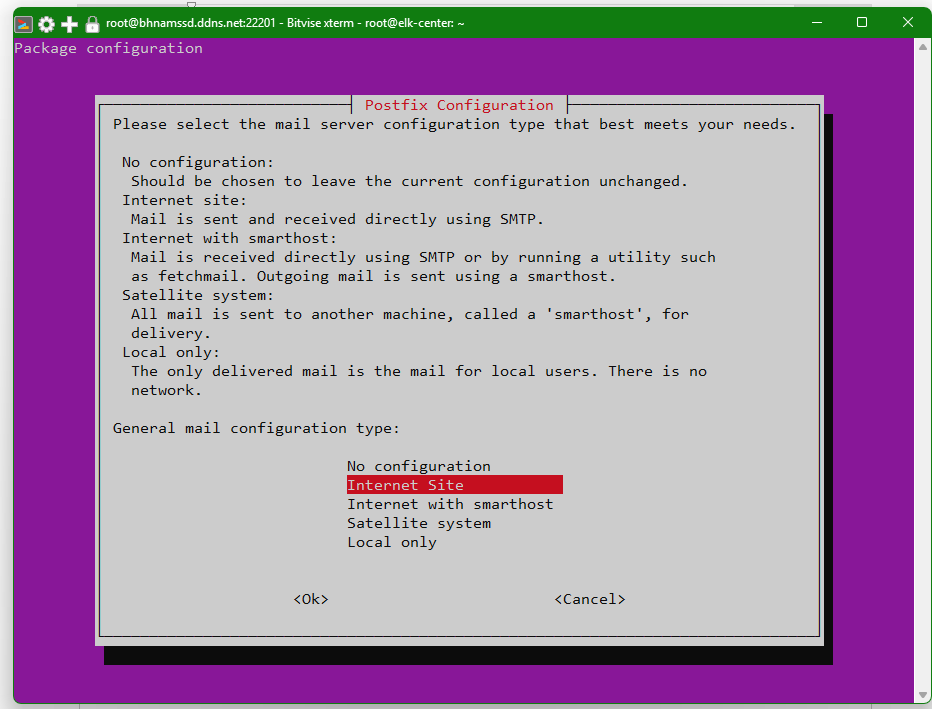 root@bhnamssd.ddns.net:22201 - Bitvise xterm - root@elk-center: ~
Package configuration
Postfix Configuration
Please select the mail server configuration type that best meets your needs.
No configuration:
Should be chosen to leave the current configuration unchanged.
Internet site:
Mail is sent and received directly using SMTP.
Internet with smarthost:
Mail is received directly using SMTP or by running a utility such
as fetchmail. Outgoing mail is sent using a smarthost.
Satellite system:
All mail is sent to another machine, called a 'smarthost', for
delivery.
Local only:
The only delivered mail is the mail for local users. There is no
network.
General mail configuration type:
No configuration
Internet Site
Internet with smarthost
Satellite system
Local only
<Ok> <Cancel>